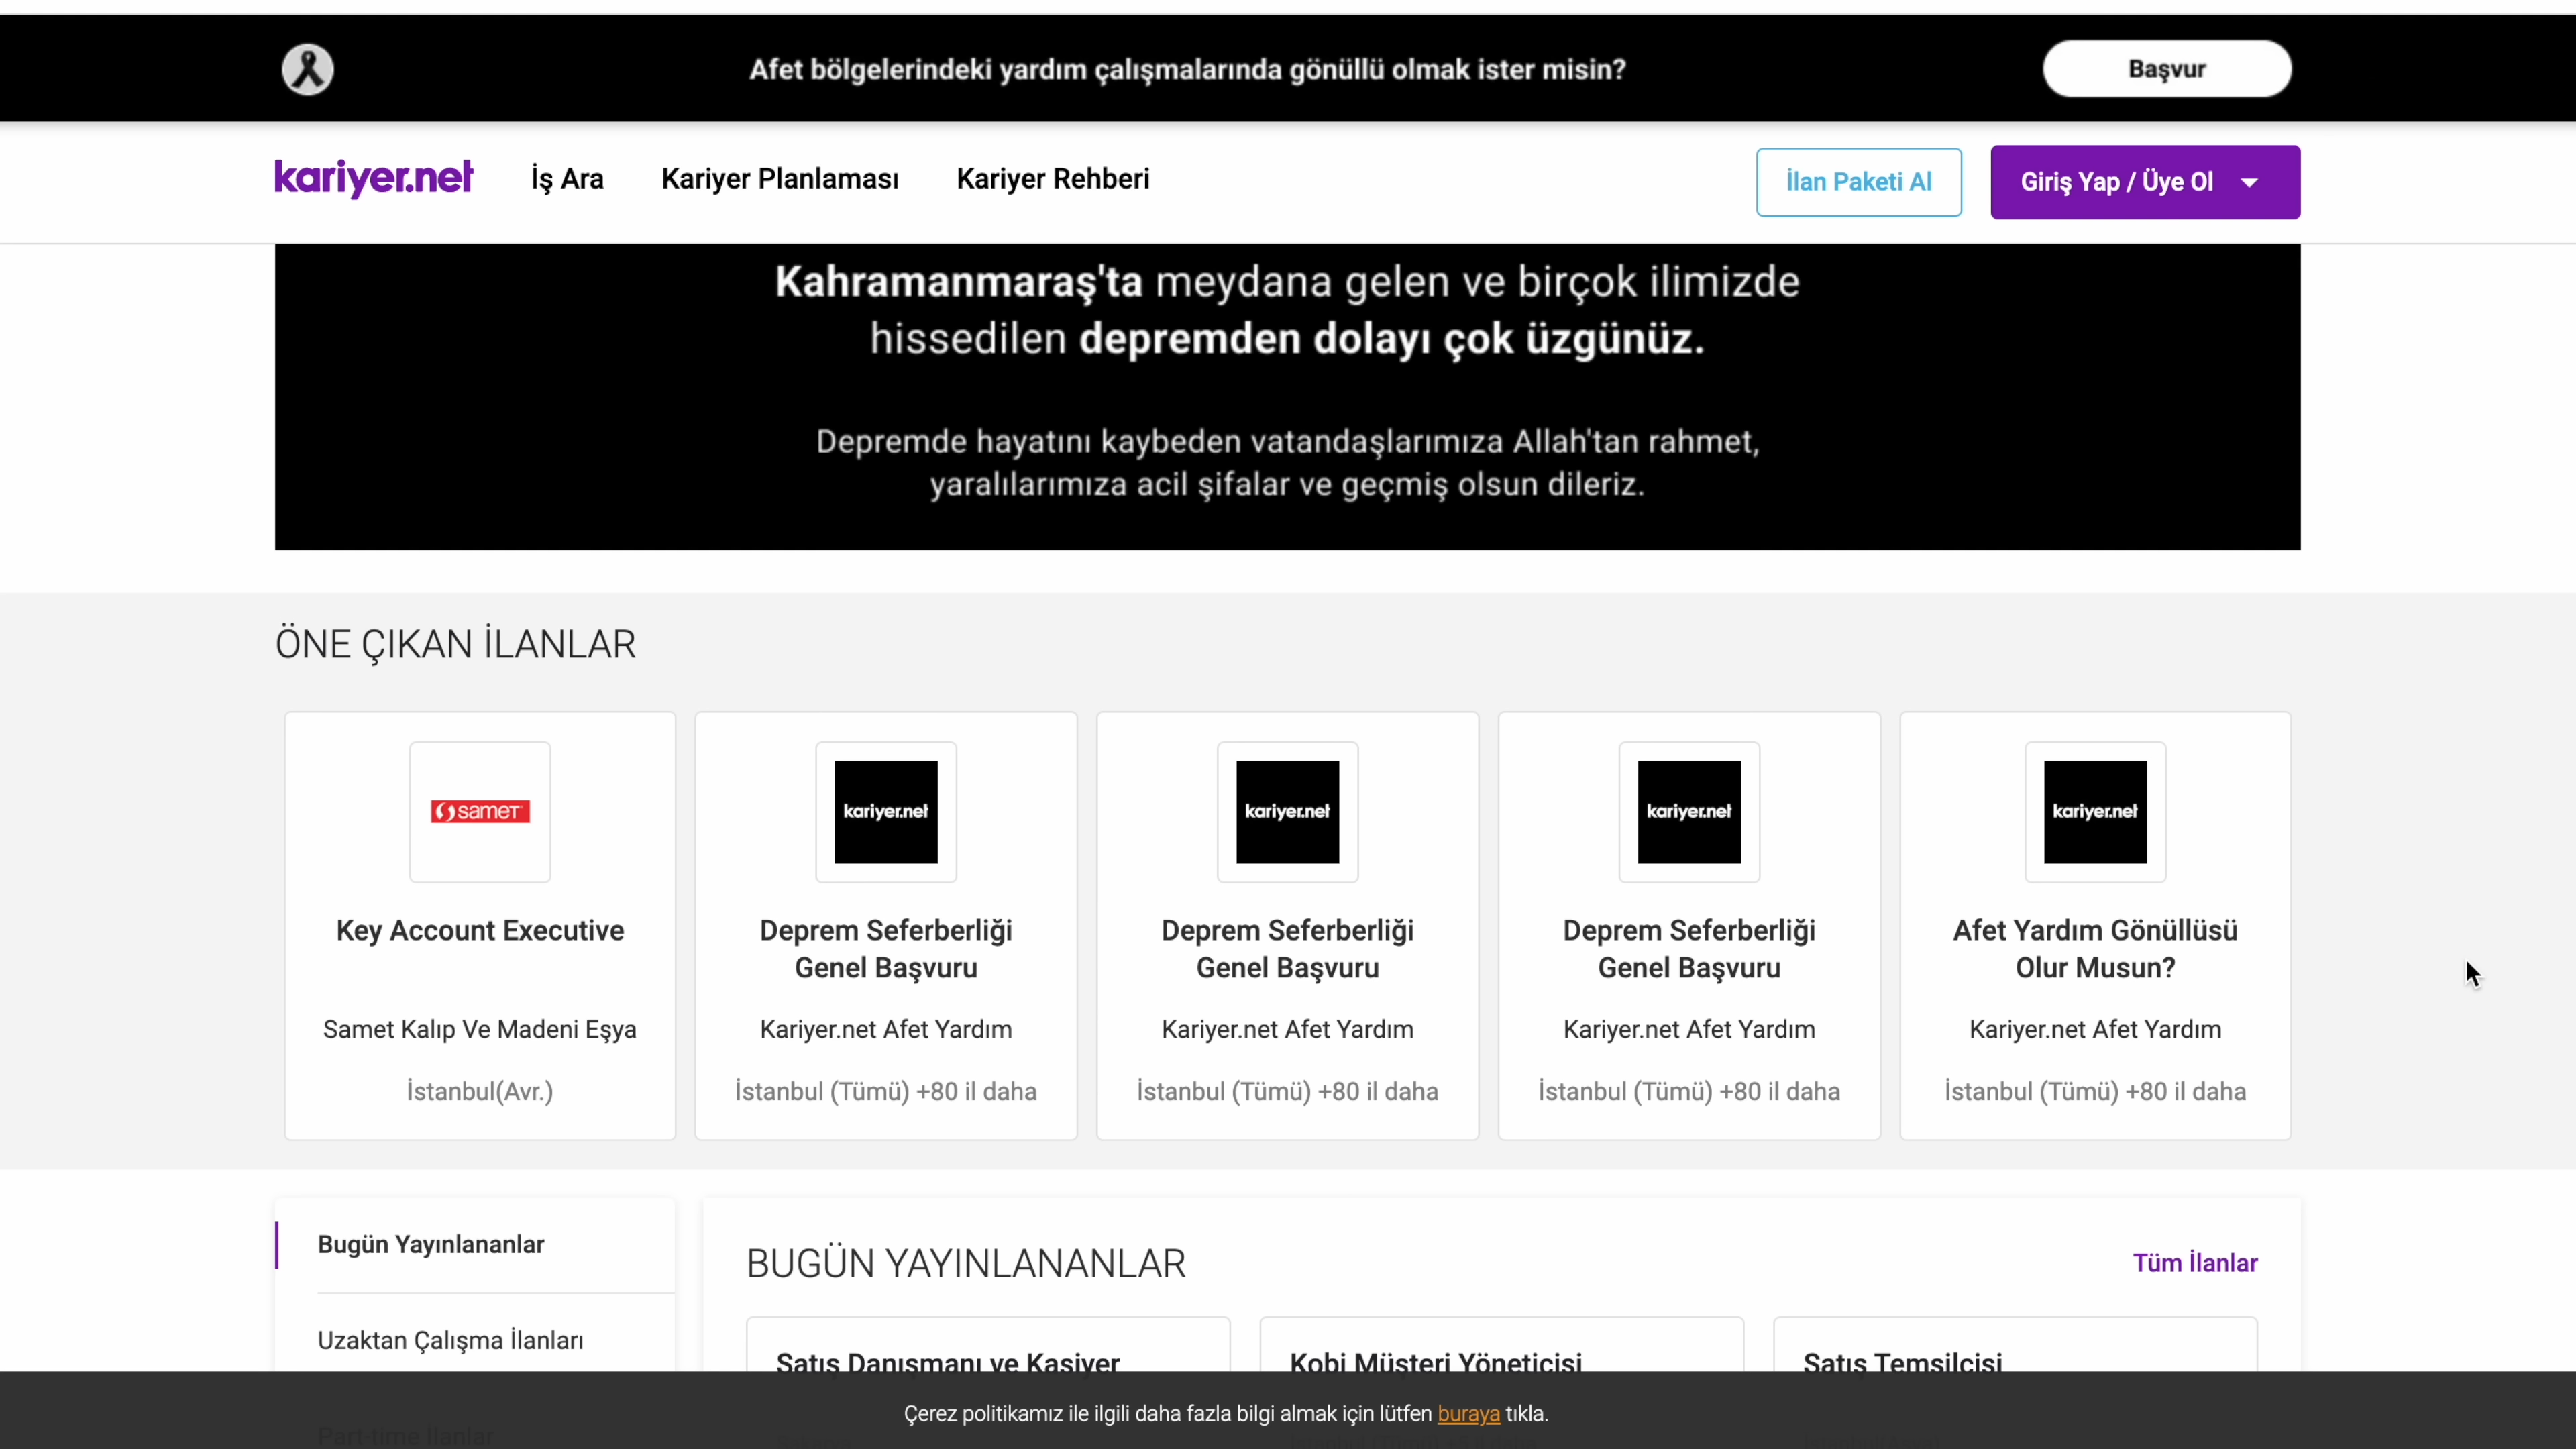 Afet bölgelerindeki yardım çalışmalarında gönüllü olmak ister misin?
Başvur
kariyer.net
İş Ara
Kariyer Planlaması
Kariyer Rehberi
İlan Paketi Al
Giriş Yap / Üye Ol
Kahramanmaraş'ta meydana gelen ve birçok ilimizde
hissedilen depremden dolayı çok üzgünüz.
Depremde hayatını kaybeden vatandaşlarımıza Allah'tan rahmet,
yaralılarımıza acil şifalar ve geçmiş olsun dileriz.
ÖNE ÇIKAN İLANLAR
samet
Key Account Executive
Samet Kalıp Ve Madeni Eşya
İstanbul(Avr.)
kariyer.net
Deprem Seferberliği
Genel Başvuru
Kariyer.net Afet Yardım
İstanbul (Tümü) +80 il daha
kariyer.net
Deprem Seferberliği
Genel Başvuru
Kariyer.net Afet Yardım
İstanbul (Tümü) +80 il daha
kariyer.net
Deprem Seferberliği
Genel Başvuru
Kariyer.net Afet Yardım
İstanbul (Tümü) +80 il daha
kariyer.net
Afet Yardım Gönüllüsü
Olur Musun?
Kariyer.net Afet Yardım
İstanbul (Tümü) +80 il daha
Bugün Yayınlananlar
Uzaktan Çalışma İlanları
Part-time İlanlar
BUGÜN YAYINLANANLAR
Tüm İlanlar
Satış Danışmanı ve Kasiyer
Kobi Müşteri Yöneticisi
Satış Temsilcisi
Çerez politikamız ile ilgili daha fazla bilgi almak için lütfen buraya tıkla.